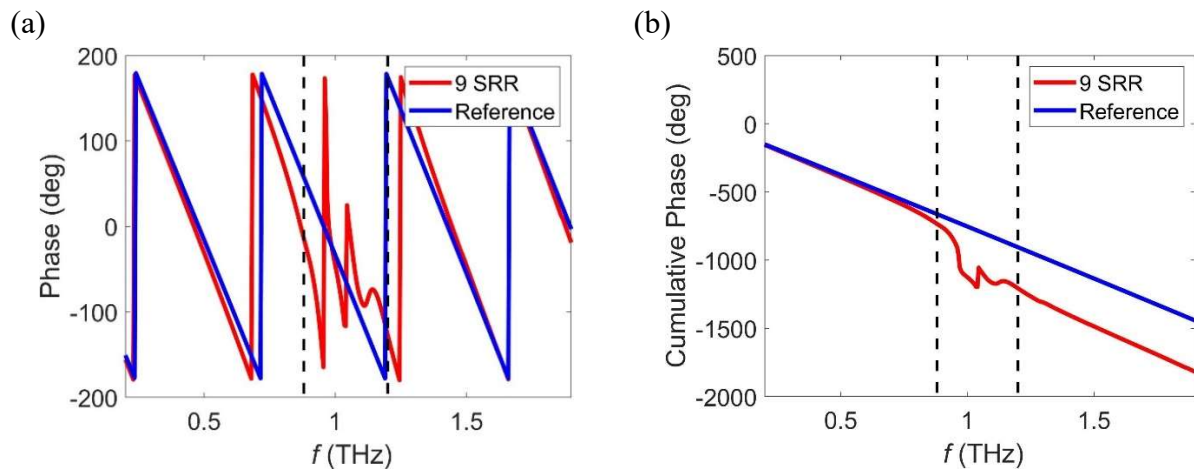 (a)
200
100
0
-100
-200
Phase (deg)
0.5
1
1.5
f (THz)
9 SRR
Reference
(b)
500
0
-500
-1000
-1500
-2000
Cumulative Phase (deg)
0.5
1
1.5
f (THz)
9 SRR
Reference